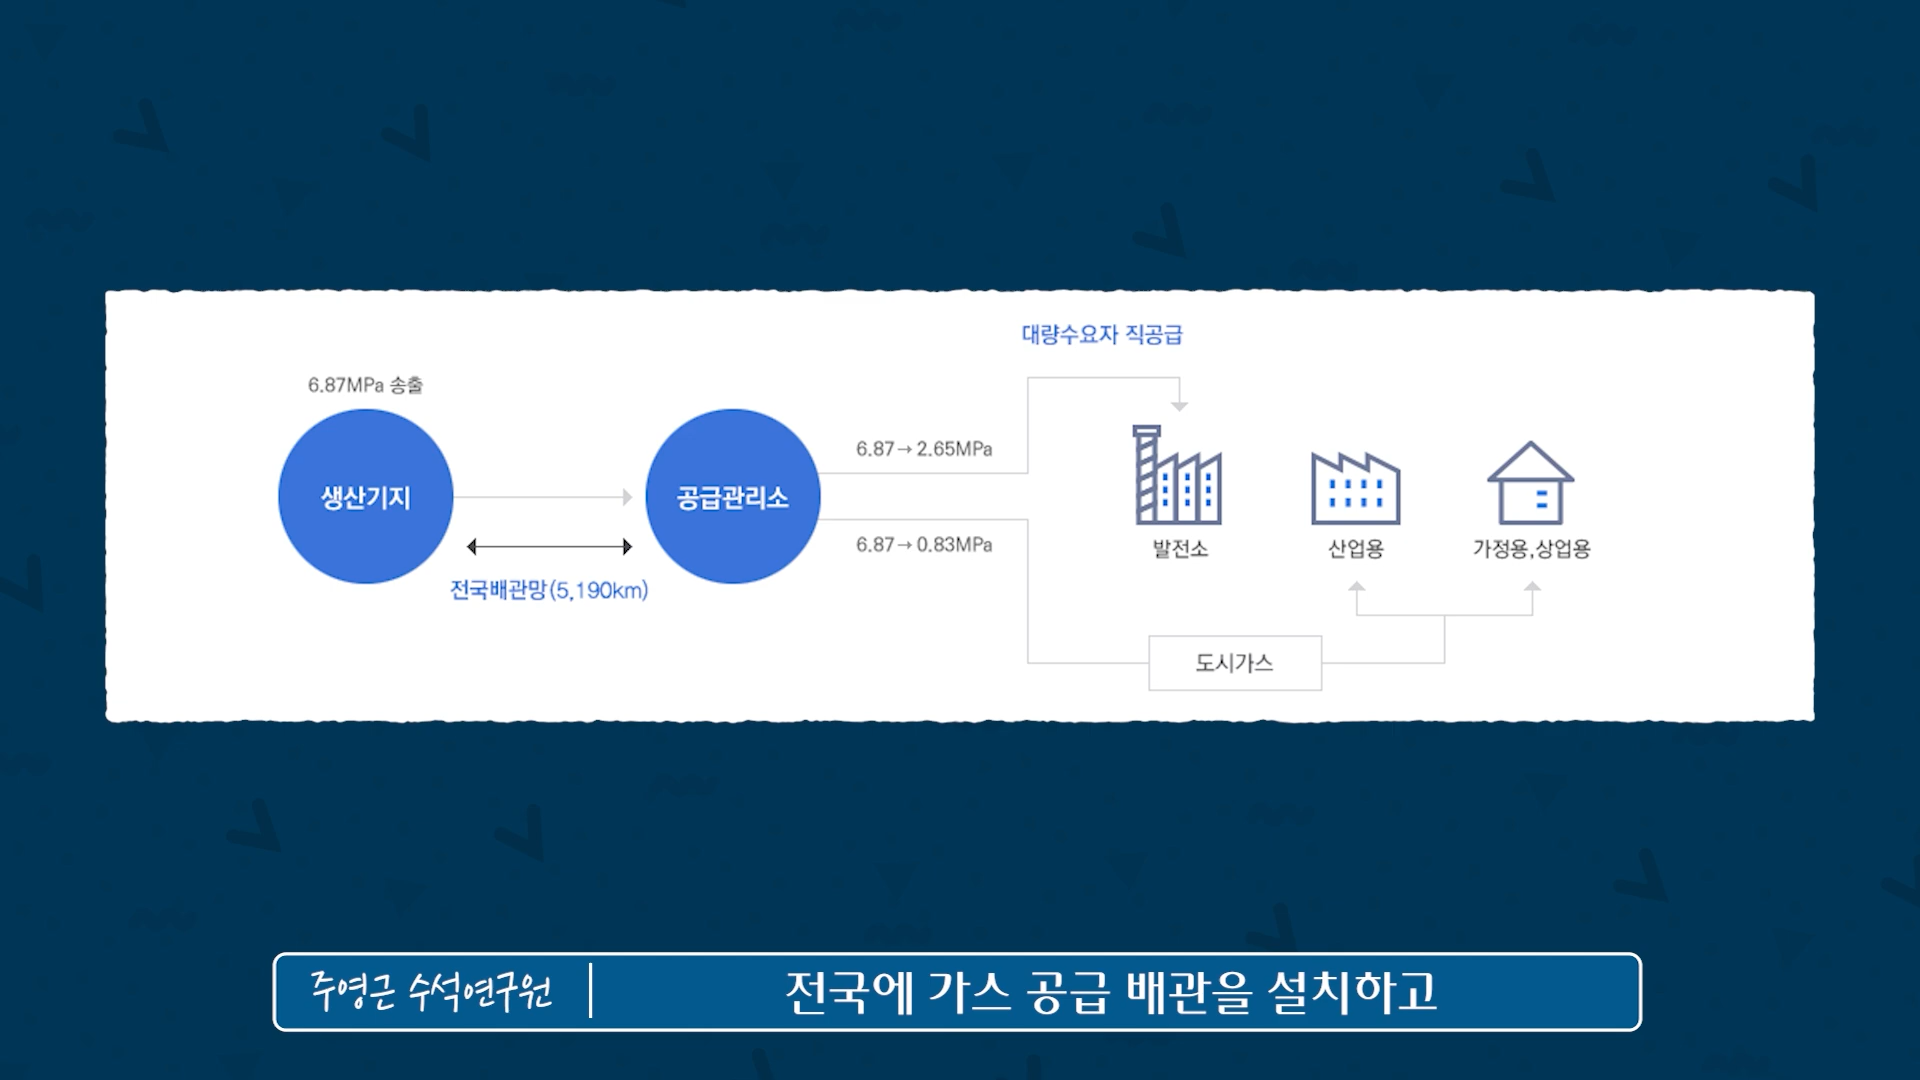 대량수요자 직공급
6.87MPa 송출
생산기지
공급관리소
전국배관망(5,190km)
6.87→2.65MPa
6.87→0.83MPa
발전소
산업용
가정용,상업용
도시가스
주영근 수석연구원
전국에 가스 공급 배관을 설치하고